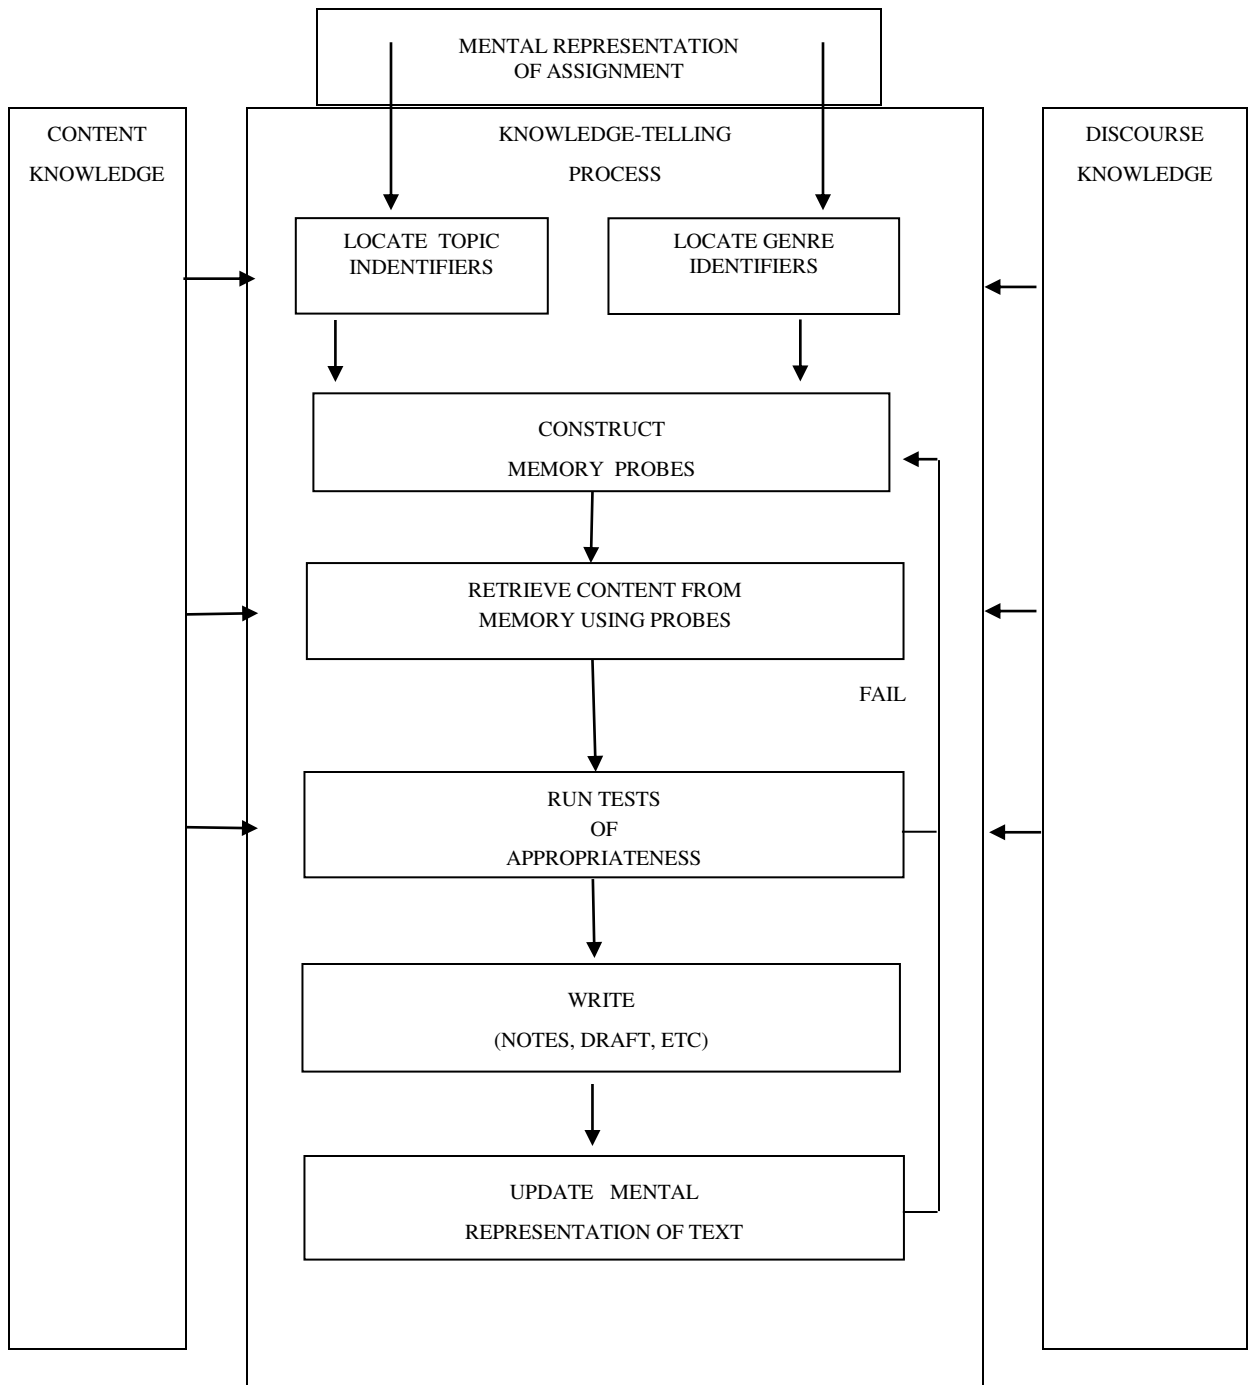 MENTAL REPRESENTATION
OF ASSIGNMENT
CONTENT
KNOWLEDGE
KNOWLEDGE-TELLING
PROCESS
DISCOURSE
KNOWLEDGE
LOCATE TOPIC
INDENTIFIERS
LOCATE GENRE
IDENTIFIERS
CONSTRUCT
MEMORY PROBES
RETRIEVE CONTENT FROM
MEMORY USING PROBES
FAIL
RUN TESTS
OF
APPROPRIATENESS
WRITE
(NOTES, DRAFT, ETC)
UPDATE MENTAL
REPRESENTATION OF TEXT